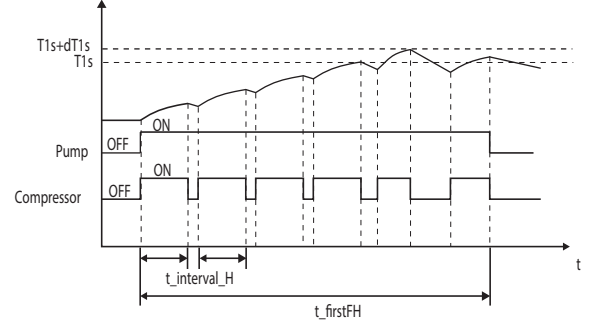 T1s+dT1s
T1s
ON
OFF
Pump
ON
OFF
Compressor
t
t_interval_H
t_firstFH